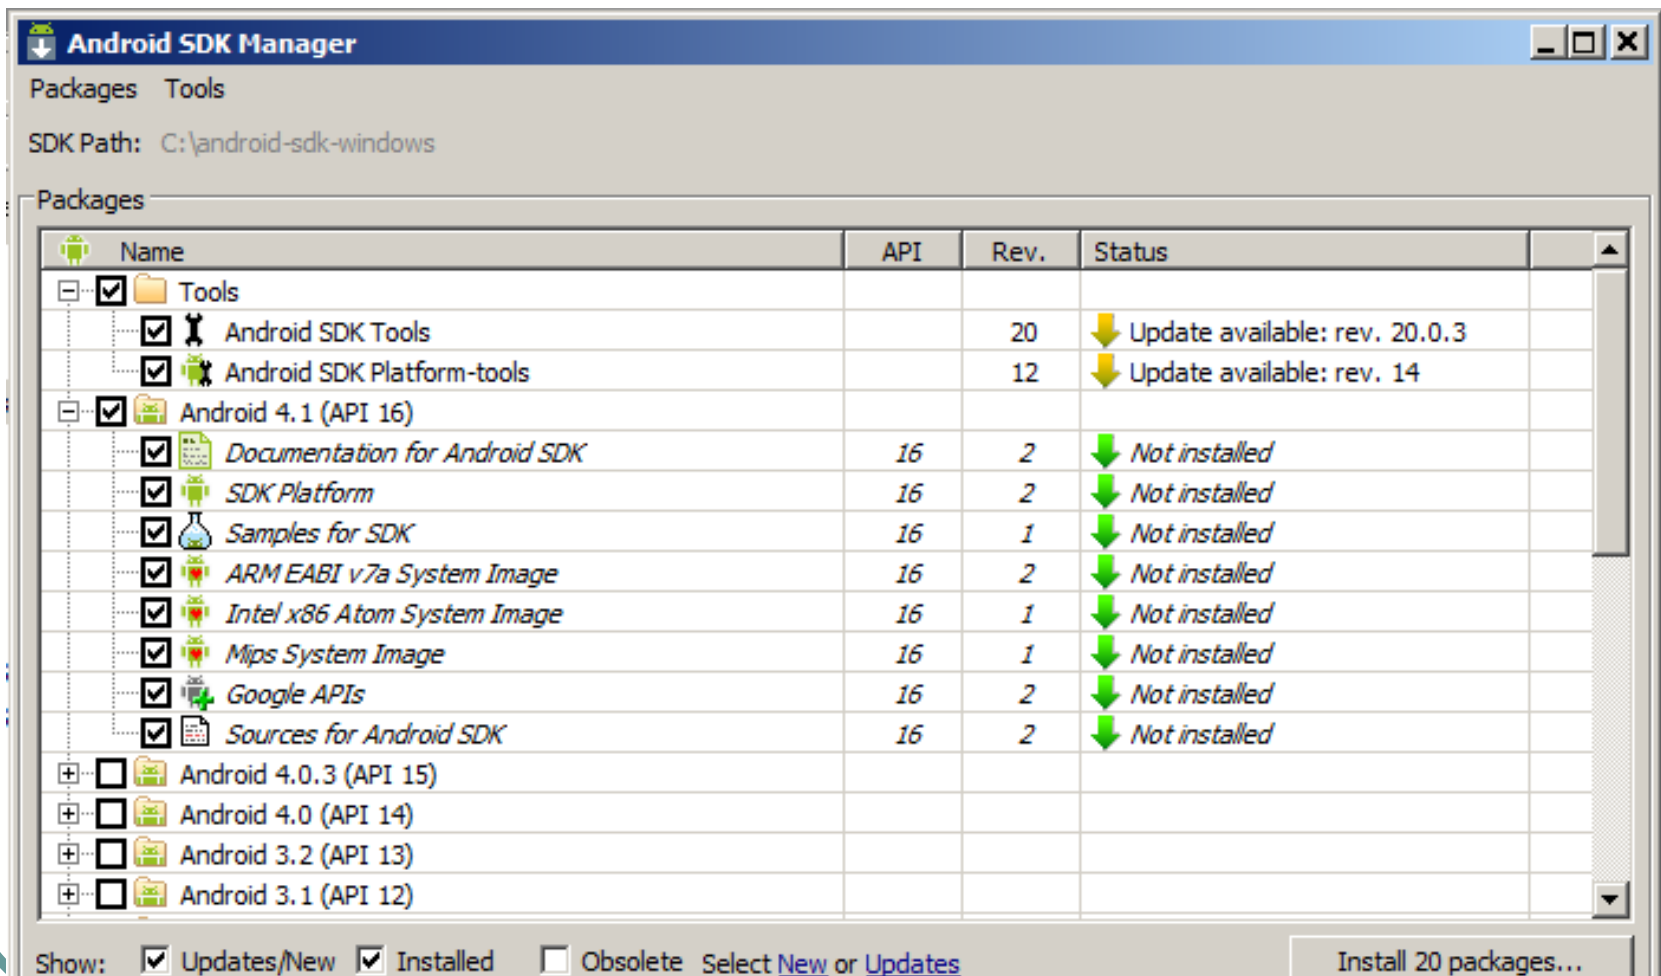 Android SDK Manager
Packages Tools
SDK Path: C:\android-sdk-windows
Packages
Name API Rev. Status
Tools
Android SDK Tools 20 Update available: rev. 20.0.3
Android SDK Platform-tools 12 Update available: rev. 14
Android 4.1 (API 16)
Documentation for Android SDK 16 2 Not installed
SDK Platform 16 2 Not installed
Samples for SDK 16 1 Not installed
ARM EABI v7a System Image 16 2 Not installed
Intel x86 Atom System Image 16 1 Not installed
Mips System Image 16 1 Not installed
Google APIs 16 2 Not installed
Sources for Android SDK 16 2 Not installed
Android 4.0.3 (API 15)
Android 4.0 (API 14)
Android 3.2 (API 13)
Android 3.1 (API 12)
Show: Updates/New Installed Obsolete Select New or Updates Install 20 packages...